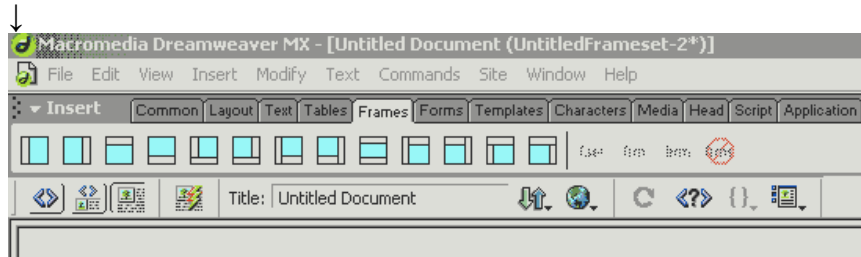 Macromedia Dreamweaver MX - [Untitled Document (UntitledFrameset-2*)]
File Edit View Insert Modify Text Commands Site Window Help
Insert Common Layout Text Tables Frames Forms Templates Characters Media Head Script Application
Title: Untitled Document